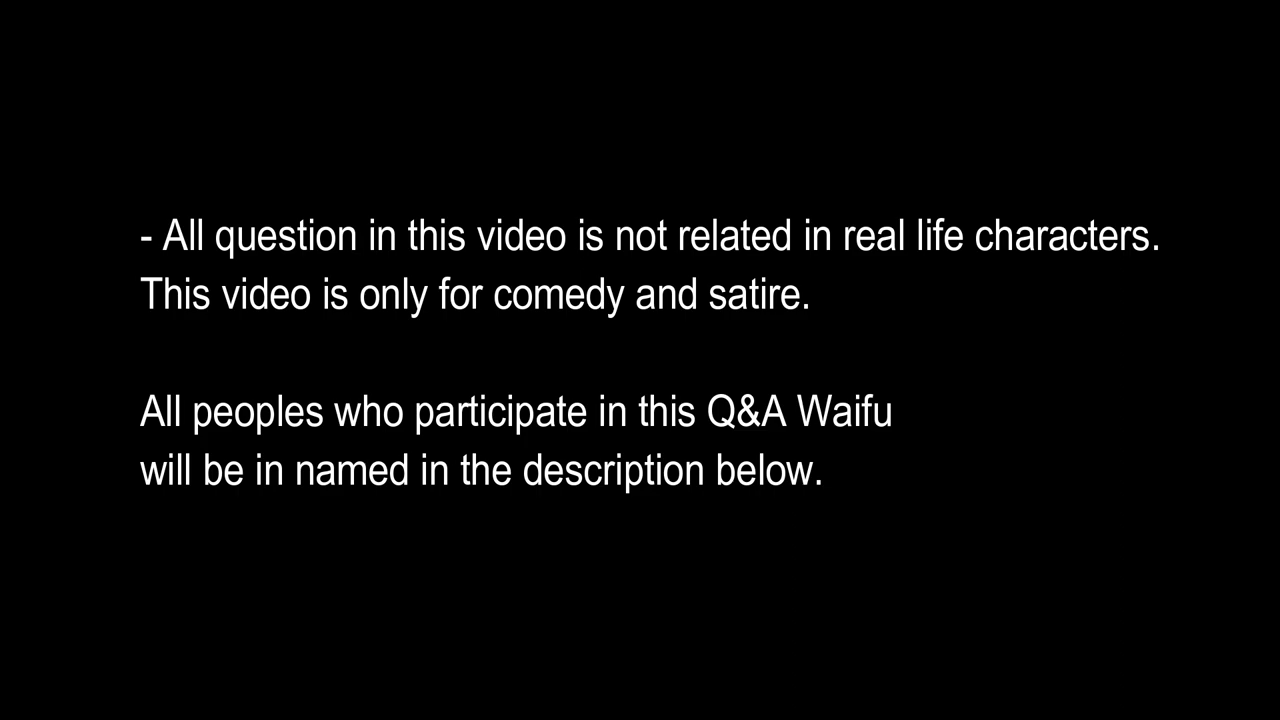 - All question in this video is not related in real life characters.
This video is only for comedy and satire.
All peoples who participate in this Q&A Waifu
will be in named in the description below.